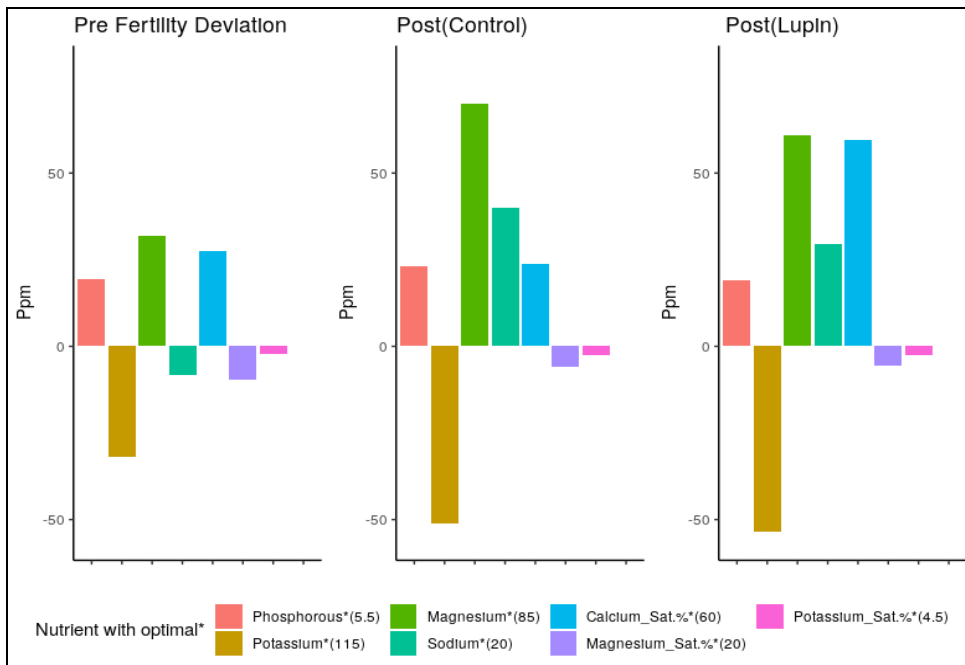 Pre Fertility Deviation
Post(Control)
Post(Lupin)
50
0
-50
Ppm
50
0
-50
Ppm
50
0
-50
Ppm
Nutrient with optimal*
Phosphorous*(5.5)
Magnesium*(85)
Calcium_Sat.%*(60)
Potassium_Sat.%*(4.5)
Potassium*(115)
Sodium*(20)
Magnesium_Sat.%*(20)